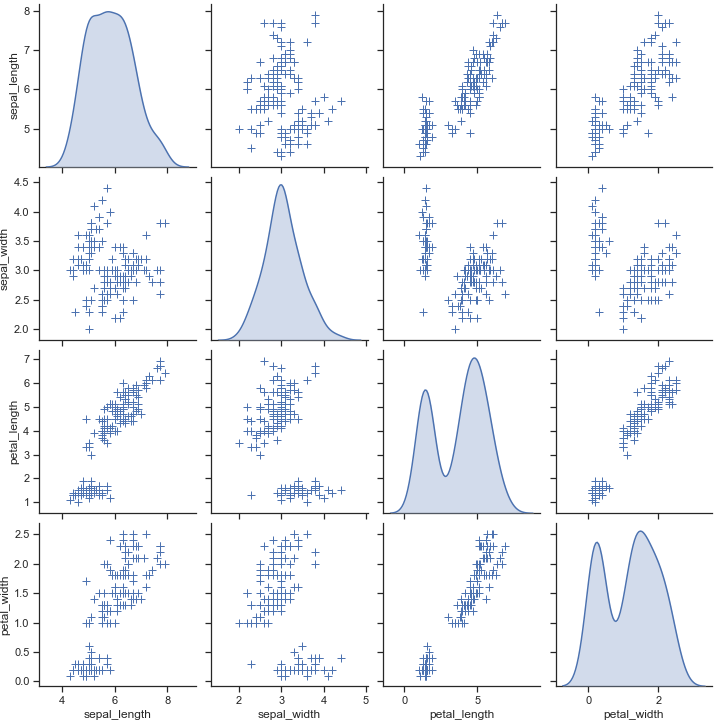 8
7
6
5
sepal_length
4.5
4.0
3.5
3.0
2.5
2.0
sepal_width
7
6
5
4
3
2
1
petal_length
2.5
2.0
1.5
1.0
0.5
0.0
petal_width
4 6 8
sepal_length
2 3 4 5
sepal_width
0 5
petal_length
0 2
petal_width